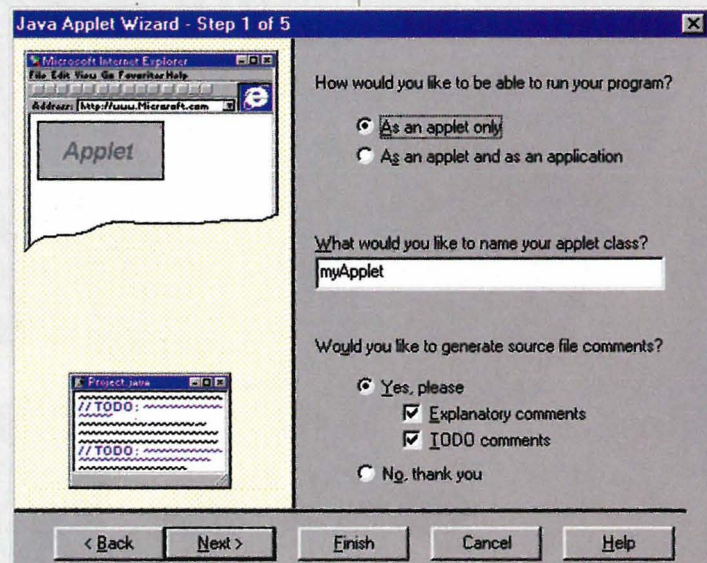 Java Applet Wizard - Step 1 of 5
Microsoft Internet Explorer
File Edit View Go Favorites Help
Address: http://www.Microsoft.com
Applet
How would you like to be able to run your program?
As an applet only
As an applet and as an application
What would you like to name your applet class?
myApplet
Would you like to generate source file comments?
Yes, please
Explanatory comments
TODO comments
No, thank you
Project.java
// TODO:
// TODO:
< Back
Next >
Finish
Cancel
Help